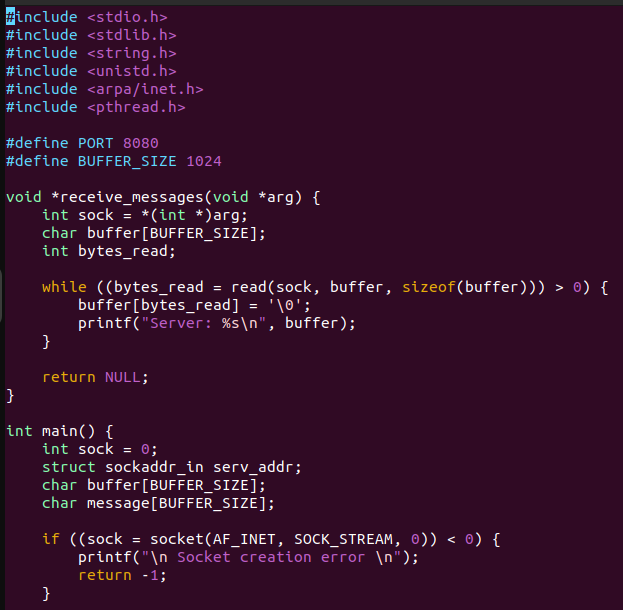 #include <stdio.h>
#include <stdlib.h>
#include <string.h>
#include <unistd.h>
#include <arpa/inet.h>
#include <pthread.h>

#define PORT 8080
#define BUFFER_SIZE 1024

void *receive_messages(void *arg) {
    int sock = *(int *)arg;
    char buffer[BUFFER_SIZE];
    int bytes_read;

    while ((bytes_read = read(sock, buffer, sizeof(buffer))) > 0) {
        buffer[bytes_read] = '\0';
        printf("Server: %s\n", buffer);
    }

    return NULL;
}

int main() {
    int sock = 0;
    struct sockaddr_in serv_addr;
    char buffer[BUFFER_SIZE];
    char message[BUFFER_SIZE];

    if ((sock = socket(AF_INET, SOCK_STREAM, 0)) < 0) {
        printf("\n Socket creation error \n");
        return -1;
    }